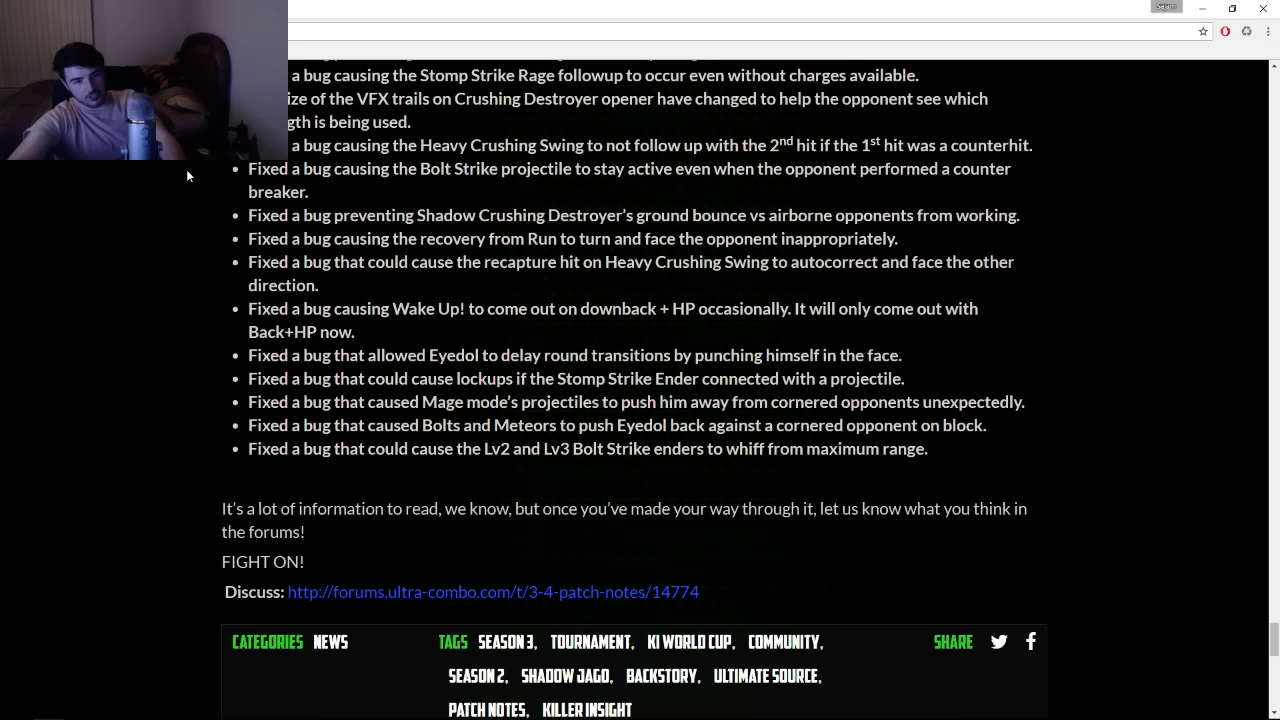 Sajam
a bug causing the Stomp Strike Rage followup to occur even without charges available.
ize of the VFX trails on Crushing Destroyer opener have changed to help the opponent see which
gth is being used.
a bug causing the Heavy Crushing Swing to not follow up with the 2nd hit if the 1st hit was a counterhit.
• Fixed a bug causing the Bolt Strike projectile to stay active even when the opponent performed a counter
breaker.
• Fixed a bug preventing Shadow Crushing Destroyer's ground bounce vs airborne opponents from working.
• Fixed a bug causing the recovery from Run to turn and face the opponent inappropriately.
• Fixed a bug that could cause the recapture hit on Heavy Crushing Swing to autocorrect and face the other
direction.
• Fixed a bug causing Wake Up! to come out on downback + HP occasionally. It will only come out with
Back+HP now.
• Fixed a bug that allowed Eyedol to delay round transitions by punching himself in the face.
• Fixed a bug that could cause lockups if the Stomp Strike Ender connected with a projectile.
• Fixed a bug that caused Mage mode's projectiles to push him away from cornered opponents unexpectedly.
• Fixed a bug that caused Bolts and Meteors to push Eyedol back against a cornered opponent on block.
• Fixed a bug that could cause the Lv2 and Lv3 Bolt Strike enders to whiff from maximum range.
It's a lot of information to read, we know, but once you've made your way through it, let us know what you think in
the forums!
FIGHT ON!
Discuss: http://forums.ultra-combo.com/t/3-4-patch-notes/14774
CATEGORIES NEWS TAGS SEASON 3, TOURNAMENT, KI WORLD CUP, COMMUNITY, SHARE
SEASON 2, SHADOW JAGO, BACKSTORY, ULTIMATE SOURCE,
PATCH NOTES, KILLER INSIGHT